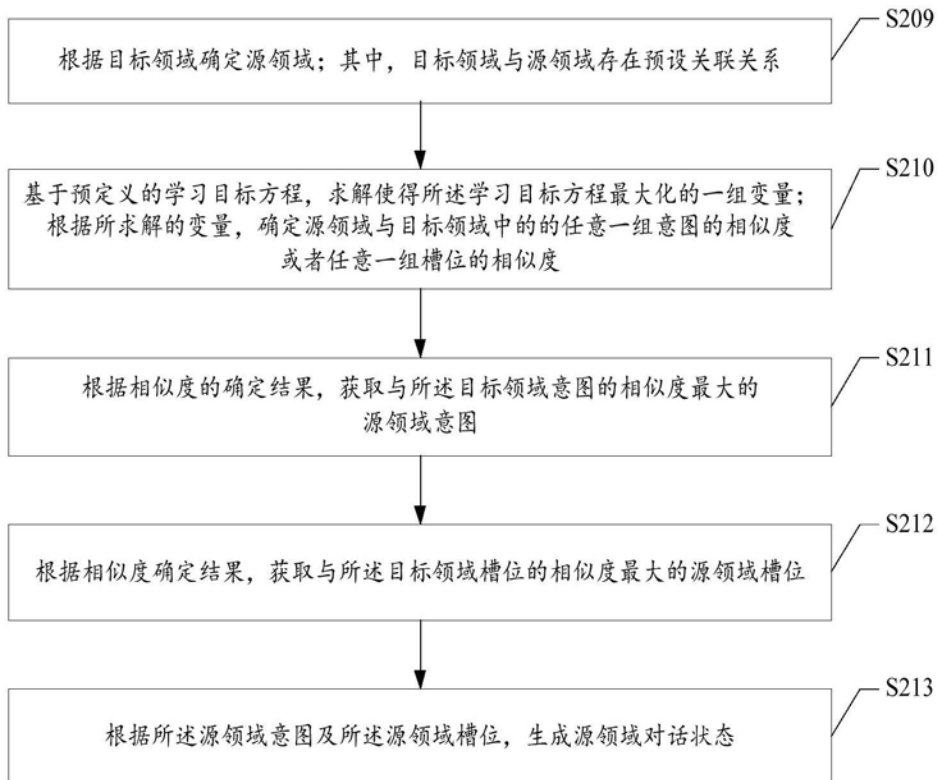 S209
根据目标领域确定源领域；其中，目标领域与源领域存在预设关联关系
S210
基于预定义的学习目标方程，求解使得所述学习目标方程最大化的一组变量；
根据所求解的变量，确定源领域与目标领域中的的任意一组意图的相似度
或者任意一组槽位的相似度
S211
根据相似度的确定结果，获取与所述目标领域意图的相似度最大的
源领域意图
S212
根据相似度确定结果，获取与所述目标领域槽位的相似度最大的源领域槽位
S213
根据所述源领域意图及所述源领域槽位，生成源领域对话状态